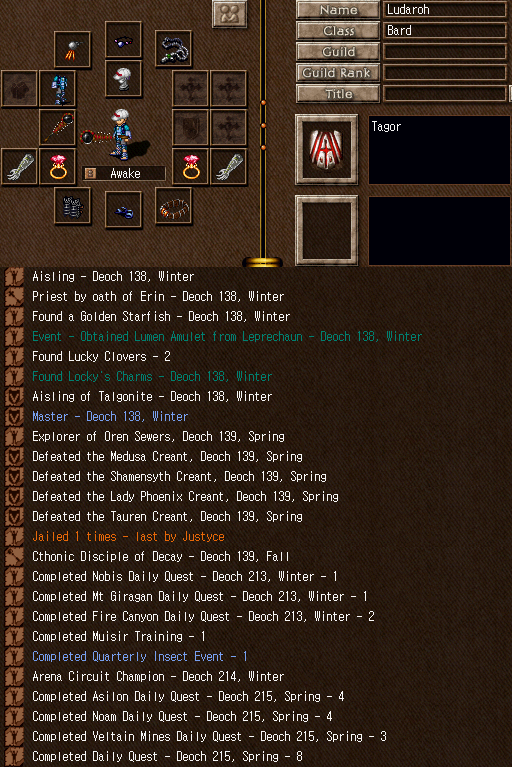 Name Ludaroh
Class Bard
Guild
Guild Rank
Title
Tagor
Awake
Aisling - Deoch 138, Winter
Priest by oath of Erin - Deoch 138, Winter
Found a Golden Starfish - Deoch 138, Winter
Event - Obtained Lumen Amulet from Leprechaun - Deoch 138, Winter
Found Lucky Clovers - 2
Found Locky's Charms - Deoch 138, Winter
Aisling of Talgonite - Deoch 138, Winter
Master - Deoch 138, Winter
Explorer of Oren Sewers, Deoch 139, Spring
Defeated the Medusa Creant, Deoch 139, Spring
Defeated the Shamensyth Creant, Deoch 139, Spring
Defeated the Lady Phoenix Creant, Deoch 139, Spring
Defeated the Tauren Creant, Deoch 139, Spring
Jailed 1 times - last by Justyce
Cthonic Disciple of Decay - Deoch 139, Fall
Completed Nobis Daily Quest - Deoch 213, Winter - 1
Completed Mt Giragan Daily Quest - Deoch 213, Winter - 1
Completed Fire Canyon Daily Quest - Deoch 213, Winter - 2
Completed Muisir Training - 1
Completed Quarterly Insect Event - 1
Arena Circuit Champion - Deoch 214, Winter
Completed Asilon Daily Quest - Deoch 215, Spring - 4
Completed Noam Daily Quest - Deoch 215, Spring - 4
Completed Veltain Mines Daily Quest - Deoch 215, Spring - 3
Completed Daily Quest - Deoch 215, Spring - 8